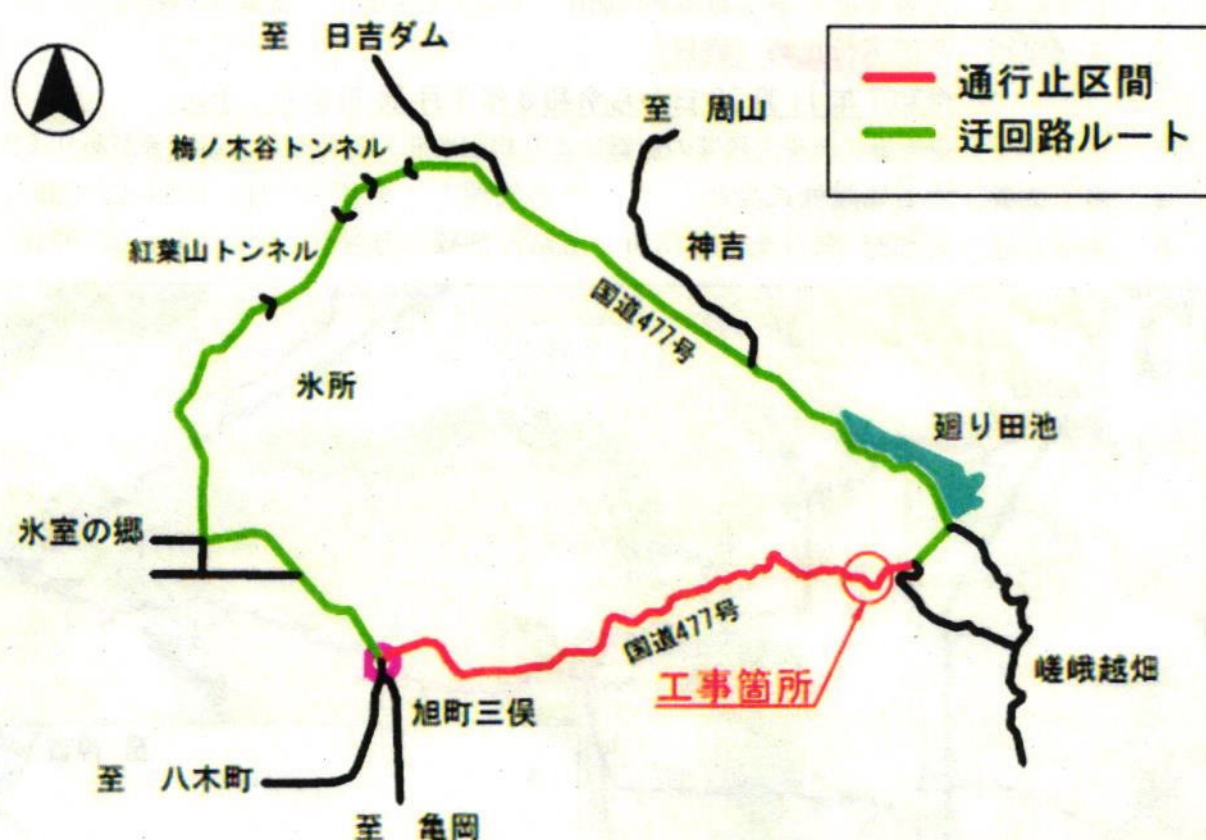 至 日吉ダム
通行止区間
迂回路ルート
至 周山
梅ノ木谷トンネル
紅葉山トンネル
神吉
国道477号
氷所
廻り田池
氷室の郷
国道477号
工事箇所
嵯峨越畑
旭町三俣
至 八木町
至 亀岡